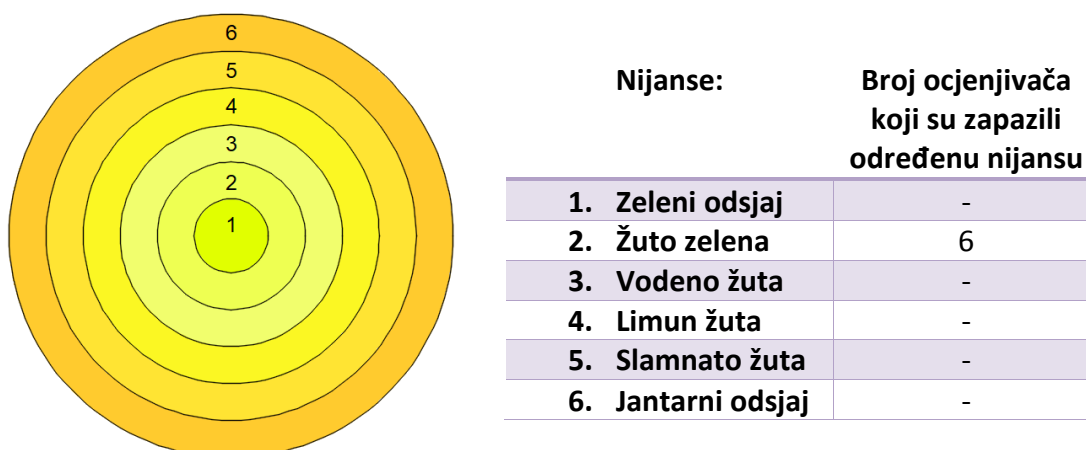 6
5
4
3
2
1
Nijanse: Broj ocjenjivača
koji su zapazili
određenu nijansu
1. Zeleni odsjaj -
2. Žuto zelena 6
3. Vodeno žuta -
4. Limun žuta -
5. Slamnato žuta -
6. Jantarni odsjaj -